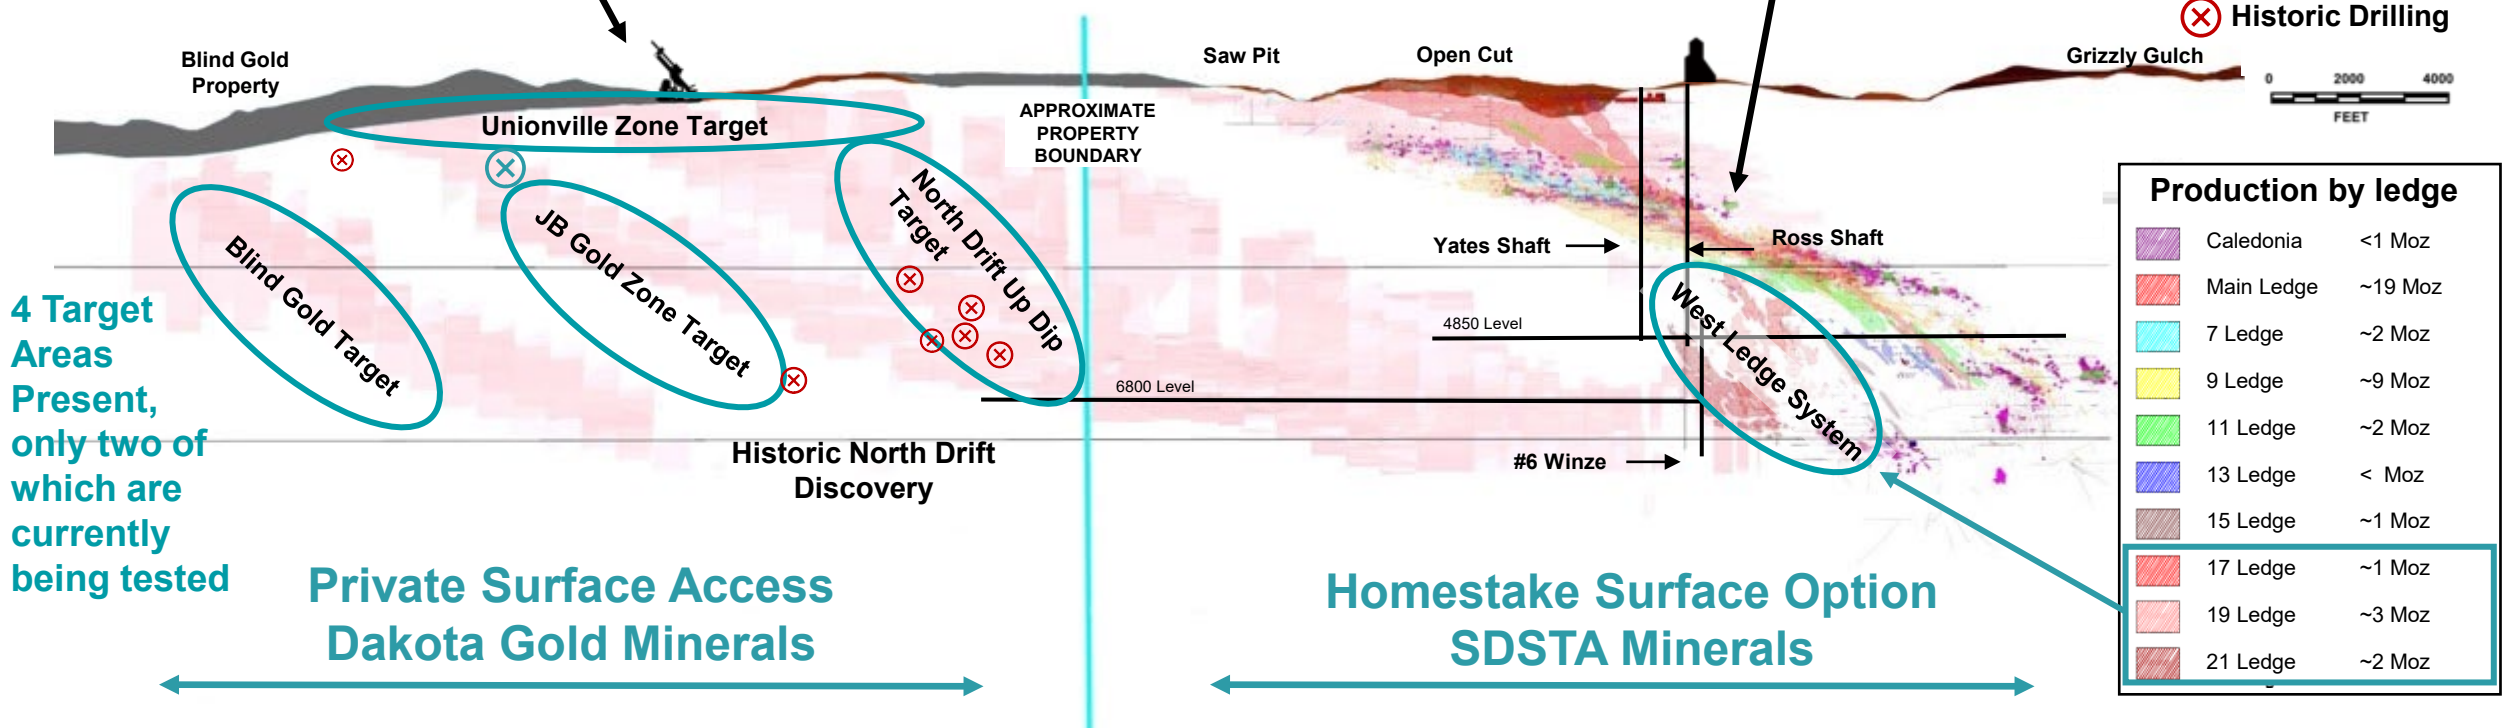 Historic Drilling
Blind Gold
Property
Saw Pit
Open Cut
Grizzly Gulch
0 2000 4000
FEET
Unionville Zone Target
APPROXIMATE
PROPERTY
BOUNDARY
North Drift Up Dip
Target
JB Gold Zone Target
Blind Gold Target
Yates Shaft
Ross Shaft
West Ledge System
4850 Level
6800 Level
#6 Winze
Historic North Drift
Discovery
4 Target
Areas
Present,
only two of
which are
currently
being tested
Private Surface Access
Dakota Gold Minerals
Homestake Surface Option
SDSTA Minerals
Production by ledge
Caledonia <1 Moz
Main Ledge ~19 Moz
7 Ledge ~2 Moz
9 Ledge ~9 Moz
11 Ledge ~2 Moz
13 Ledge < Moz
15 Ledge ~1 Moz
17 Ledge ~1 Moz
19 Ledge ~3 Moz
21 Ledge ~2 Moz